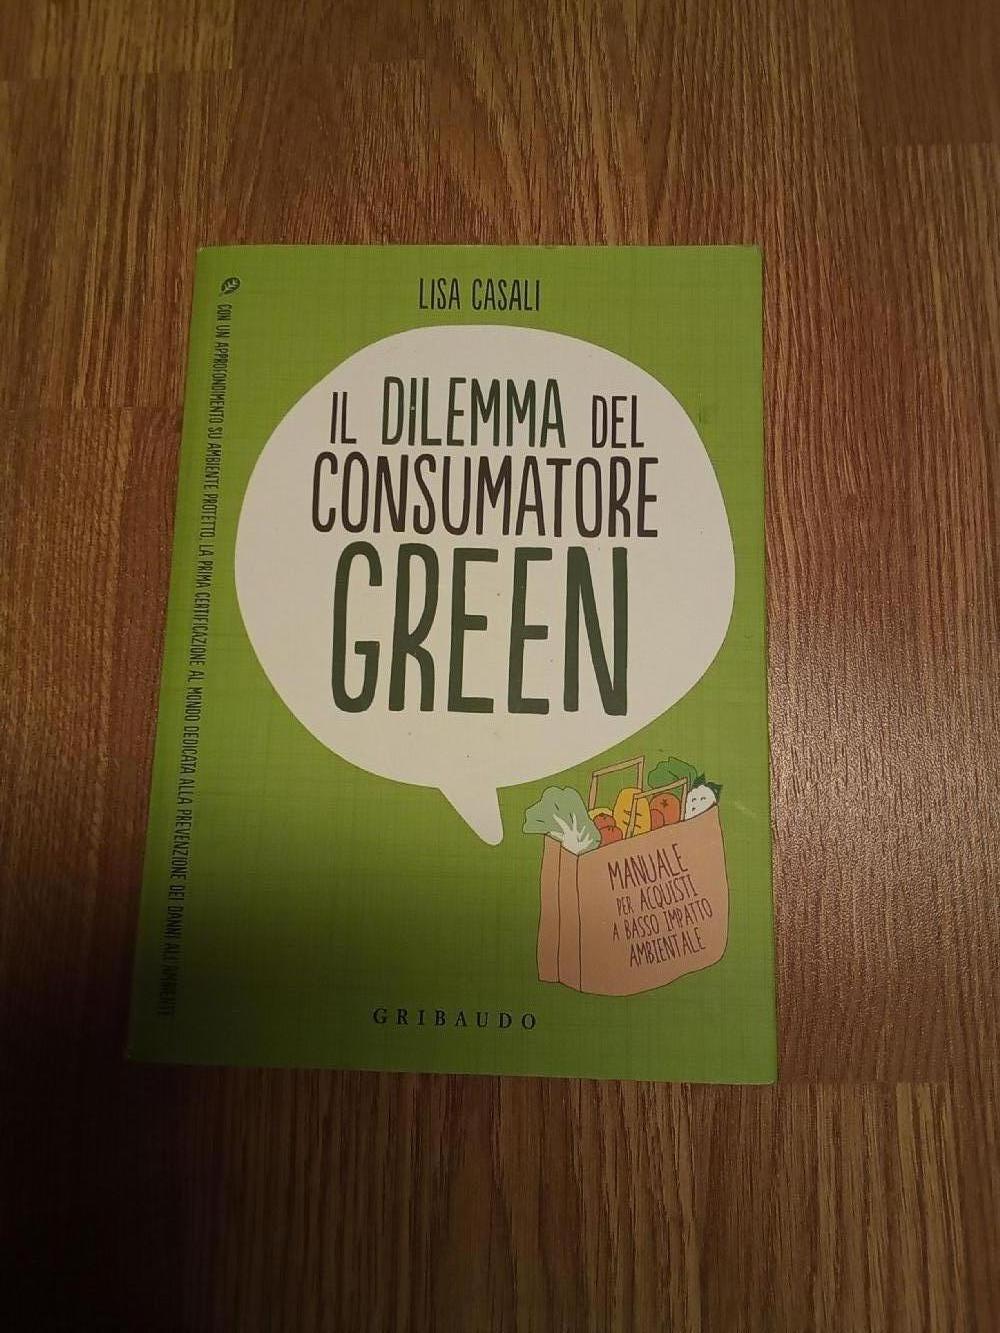 LISA CASALI
IL DILEMMA DEL
CONSUMATORE
GREEN
MANUALE
PER ACQUISTI
A BASSO IMPATTO
AMBIENTALE
GRIBAUDO
CON UN APPROFONDIMENTO SU AMBIENTE PROTETTO. LA PRIMA CERTIFICAZIONE AL MONDO DEDICATA ALLA PREVENZIONE DEI DANNI ALL'AMBIENTE